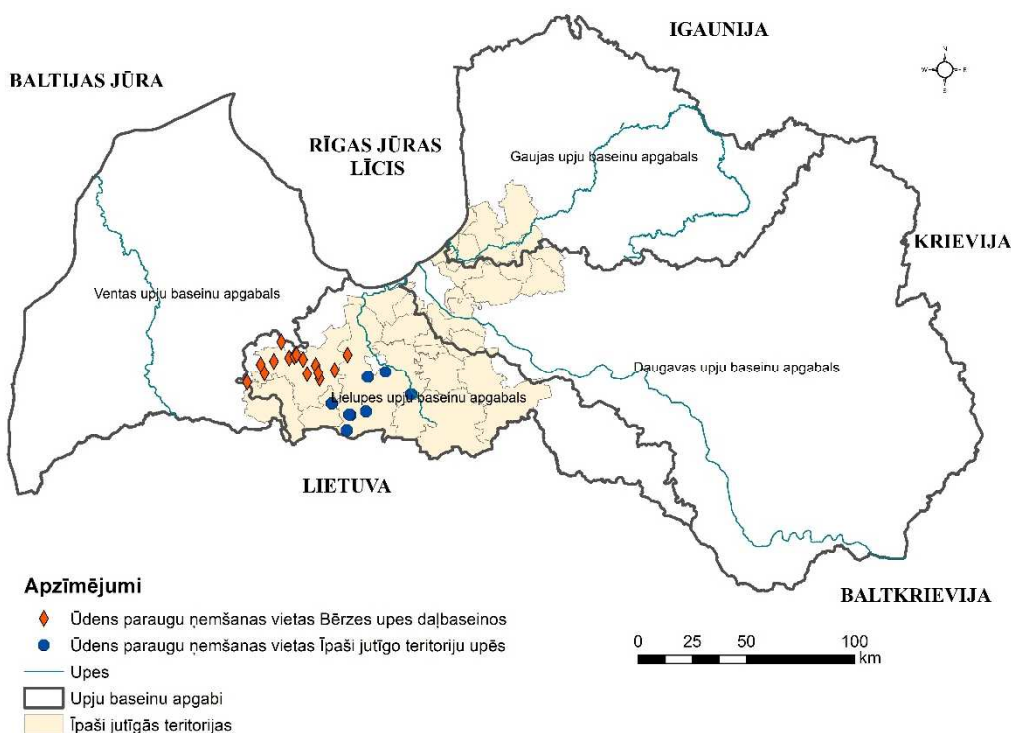 IGAUNIJA
N
W E
S
BALTIJAS JŪRA
RĪGAS JŪRAS
LĪCIS
Gaujas upju baseinu apgabals
KRIEVIJA
Ventas upju baseinu apgabals
Daugavas upju baseinu apgabals
Lielupes upju baseinu apgabals
LIETUVA
BALTKRIEVIJA
Apzīmējumi
Ūdens paraugu ņemšanas vietas Bērzes upes daļbaseinos
Ūdens paraugu ņemšanas vietas Īpaši jutīgo teritoriju upēs
Upes
Upju baseinu apgabi
Īpaši jutīgās teritorijas
0 25 50 100
km